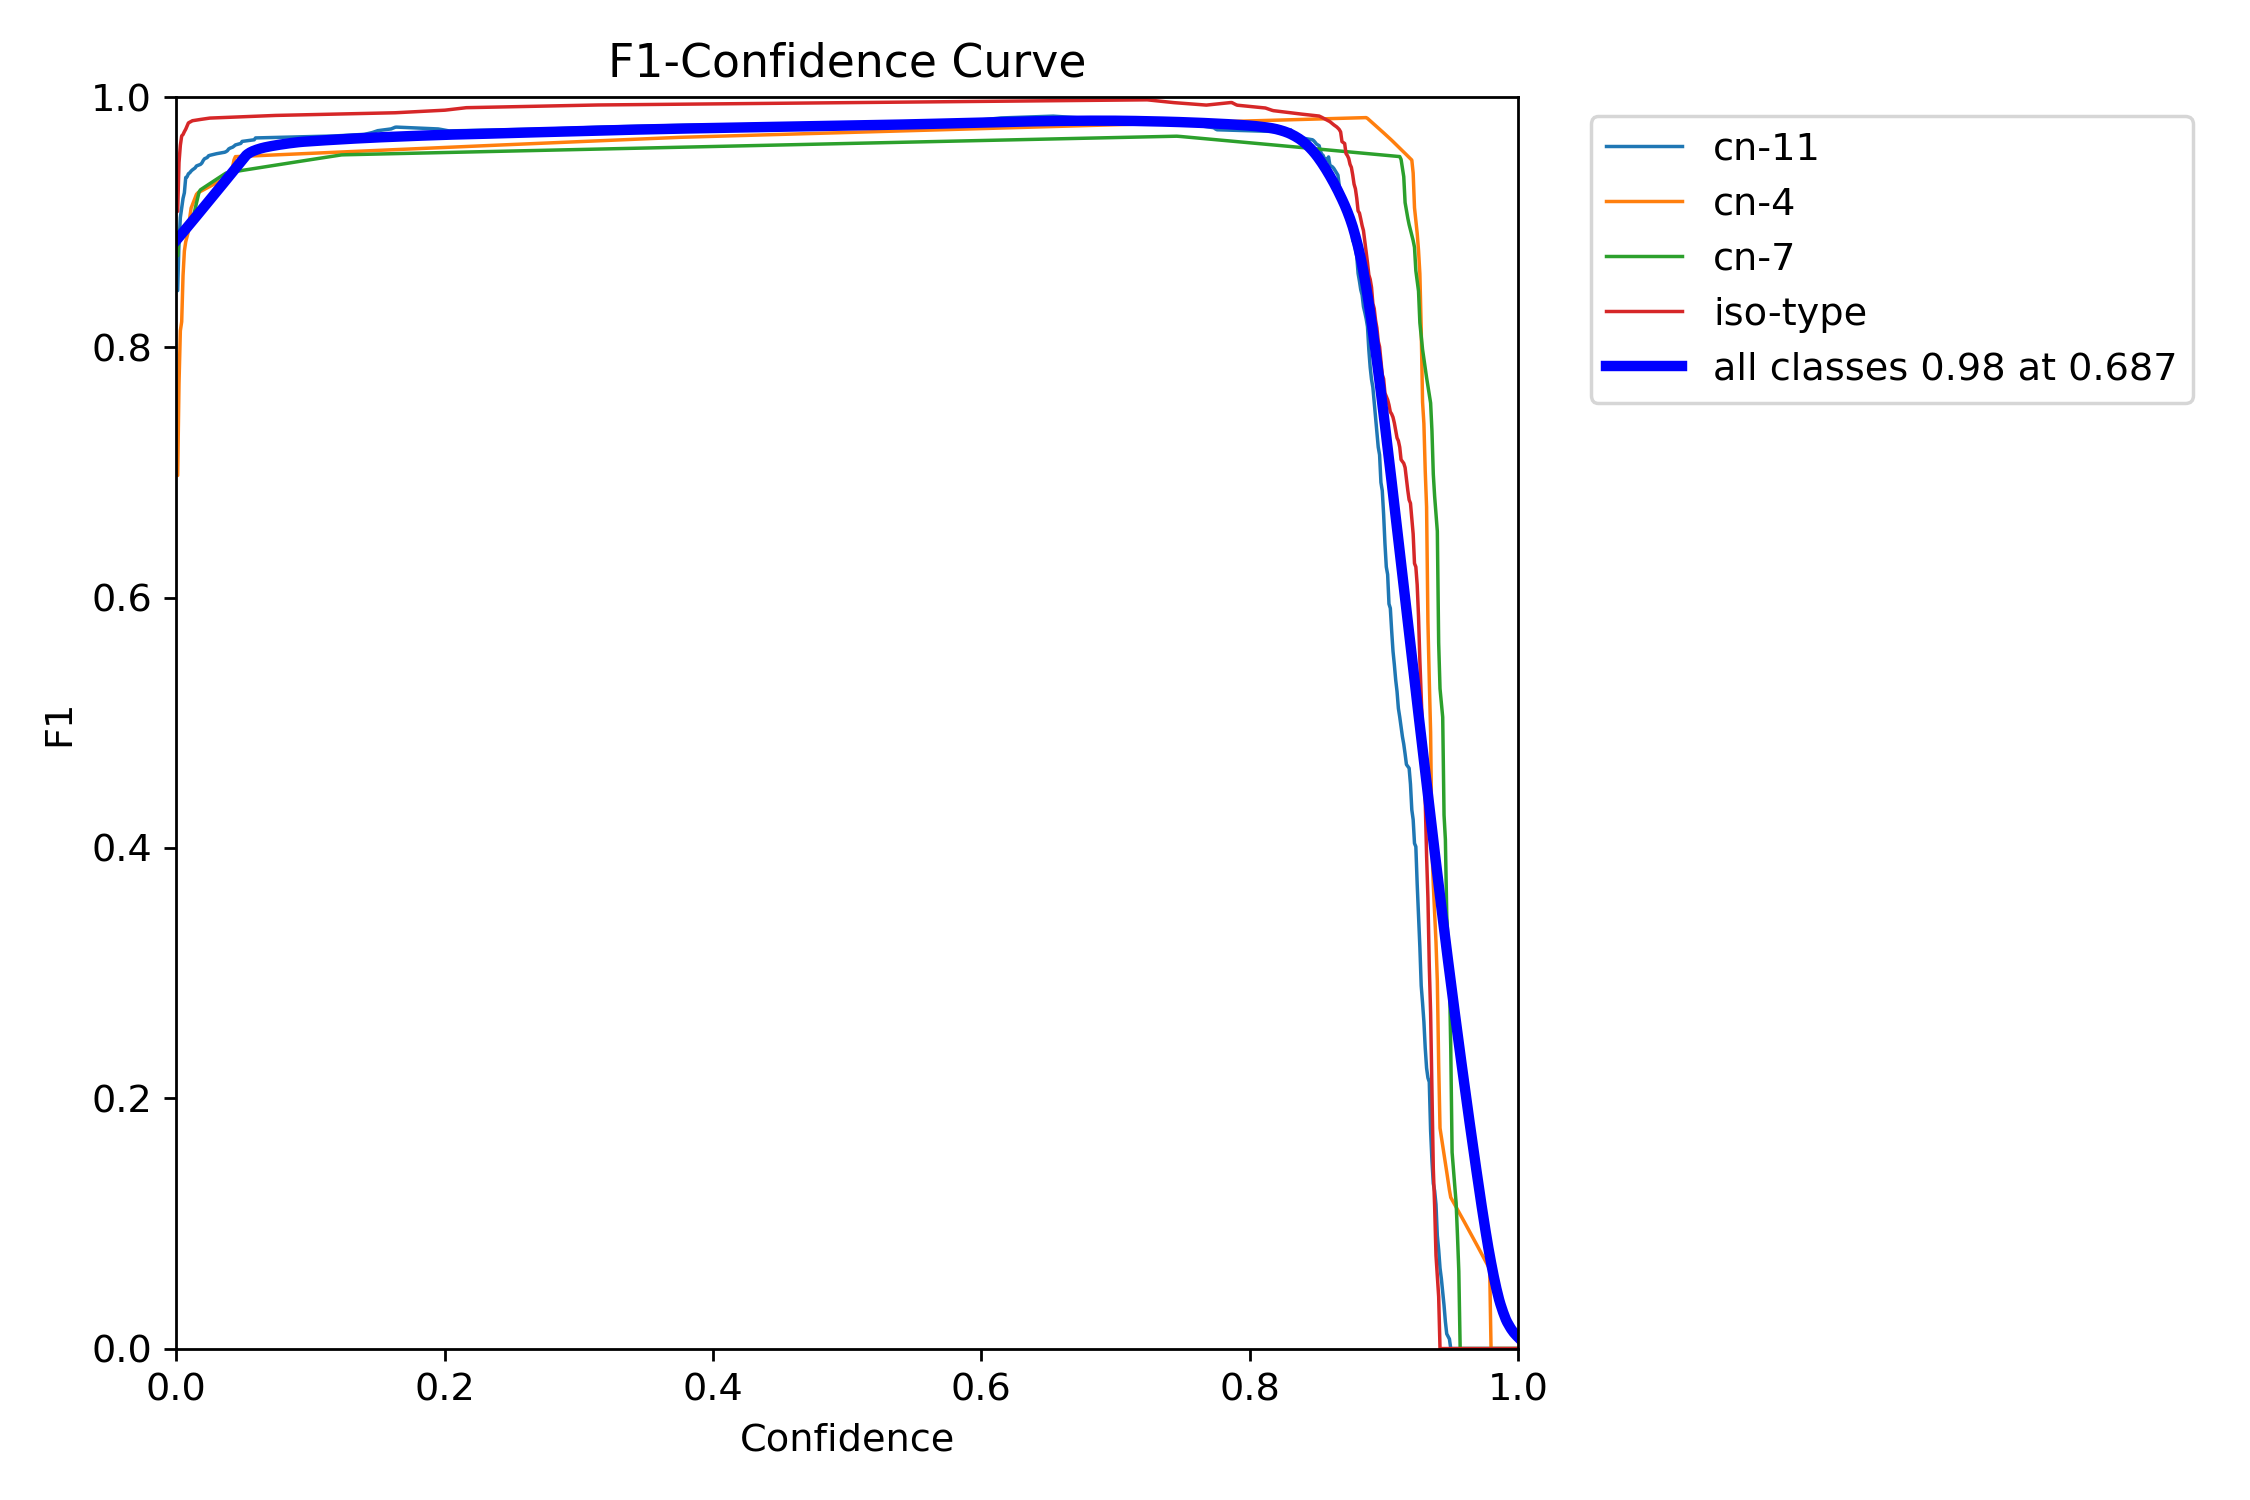 F1-Confidence Curve
1.0
0.8
0.6
0.4
0.2
0.0
F1
0.0 0.2 0.4 0.6 0.8 1.0
Confidence
cn-11
cn-4
cn-7
iso-type
all classes 0.98 at 0.687